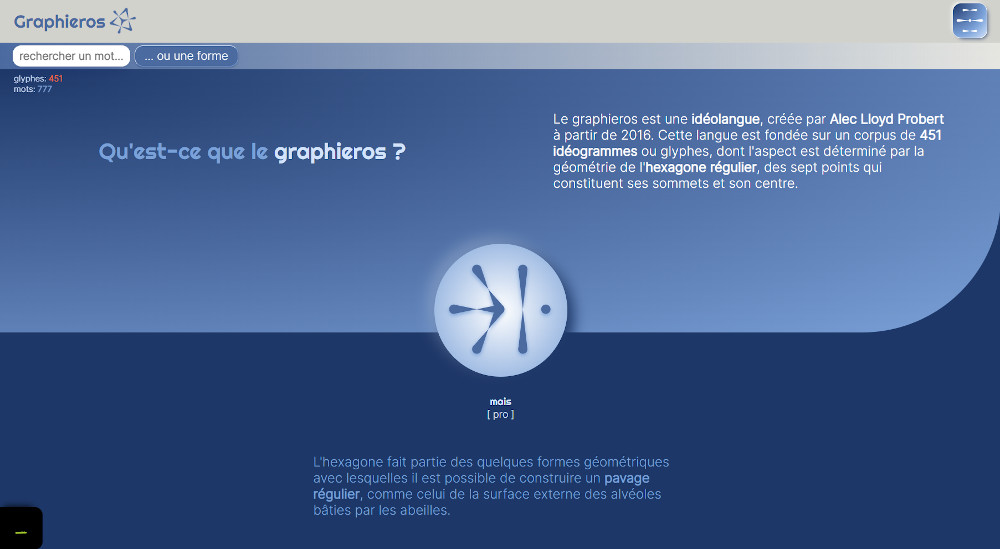 Graphieros
rechercher un mot...
... ou une forme
glyphes: 451
mots: 777
Qu'est-ce que le graphieros ?
Le graphieros est une idéolangue, créée par Alec Lloyd Probert
à partir de 2016. Cette langue est fondée sur un corpus de 451
idéogrammes ou glyphes, dont l'aspect est déterminé par la
géométrie de l'hexagone régulier, des sept points qui
constituent ses sommets et son centre.
mais
[ pro ]
L'hexagone fait partie des quelques formes géométriques
avec lesquelles il est possible de construire un pavage
régulier, comme celui de la surface externe des alvéoles
bâties par les abeilles.